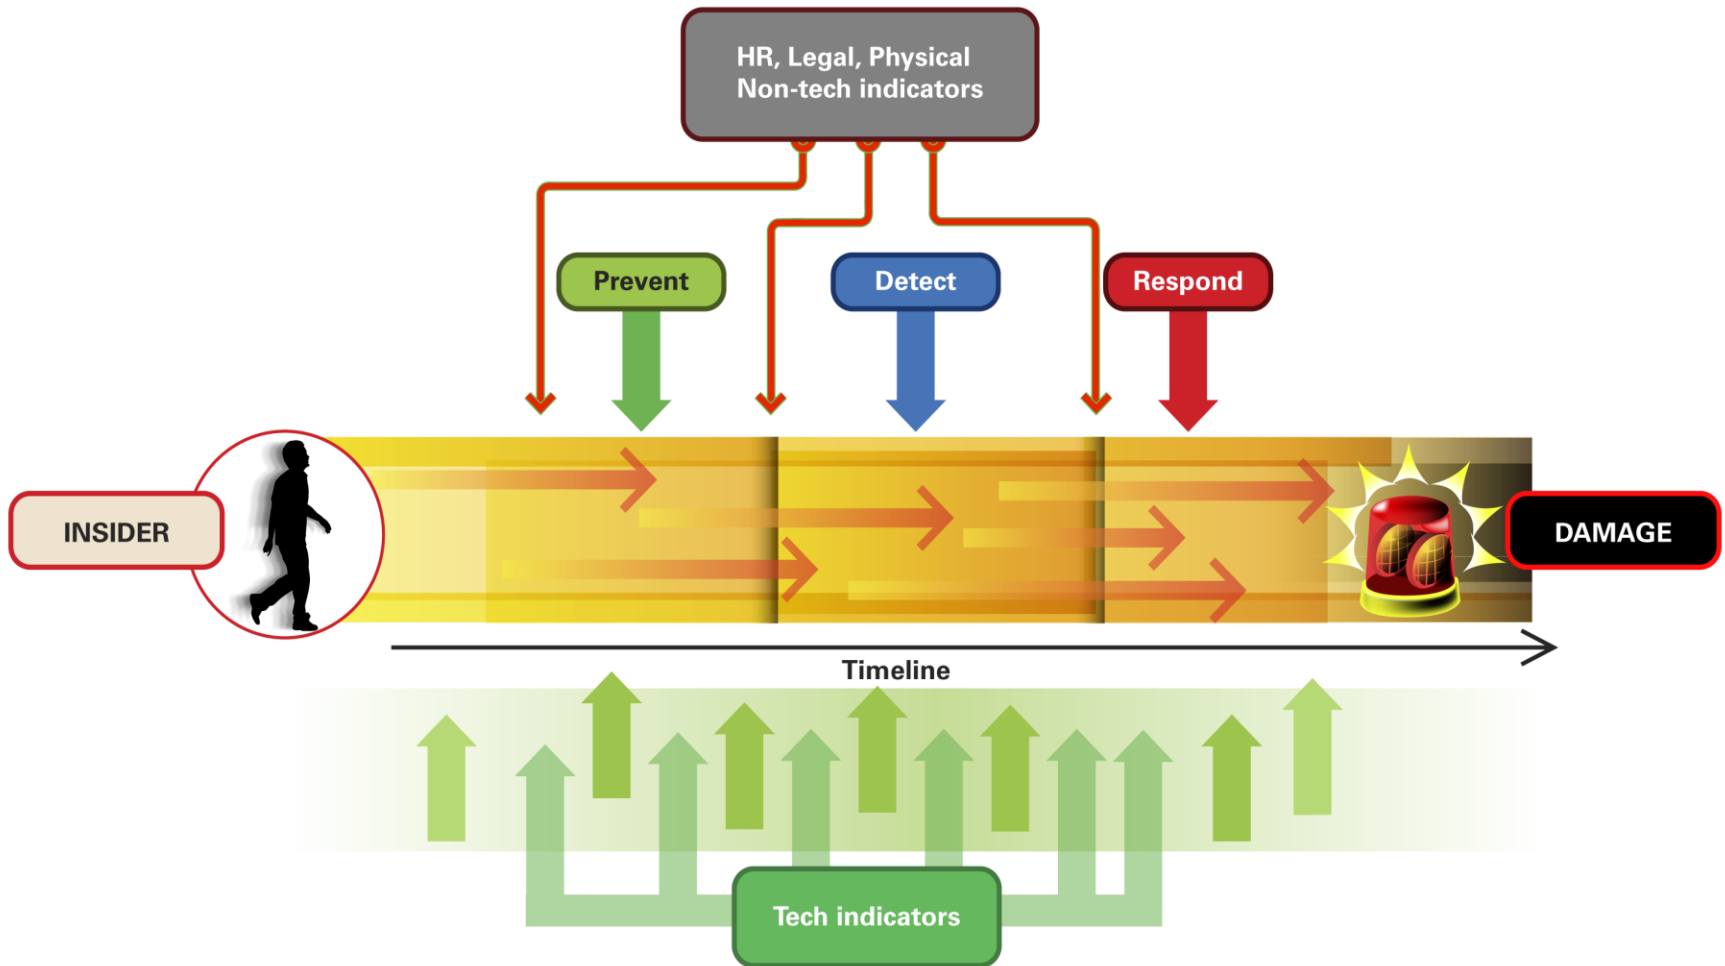 HR, Legal, Physical
Non-tech indicators
Prevent
Detect
Respond
INSIDER
DAMAGE
Timeline
Tech indicators